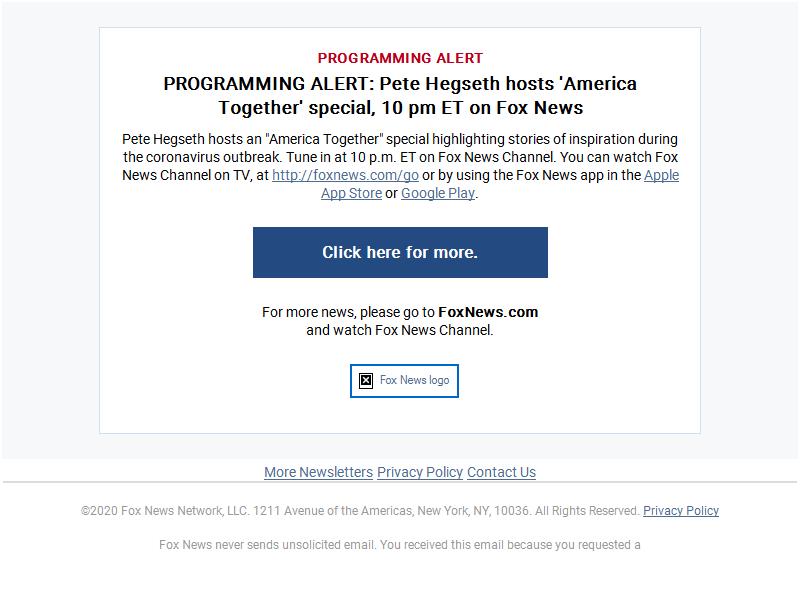 PROGRAMMING ALERT
PROGRAMMING ALERT: Pete Hegseth hosts 'America
Together' special, 10 pm ET on Fox News
Pete Hegseth hosts an "America Together" special highlighting stories of inspiration during
the coronavirus outbreak. Tune in at 10 p.m. ET on Fox News Channel. You can watch Fox
News Channel on TV, at http://foxnews.com/go or by using the Fox News app in the Apple
App Store or Google Play.
Click here for more.
For more news, please go to FoxNews.com
and watch Fox News Channel.
Fox News logo
More Newsletters Privacy Policy Contact Us
©2020 Fox News Network, LLC. 1211 Avenue of the Americas, New York, NY, 10036. All Rights Reserved. Privacy Policy
Fox News never sends unsolicited email. You received this email because you requested a